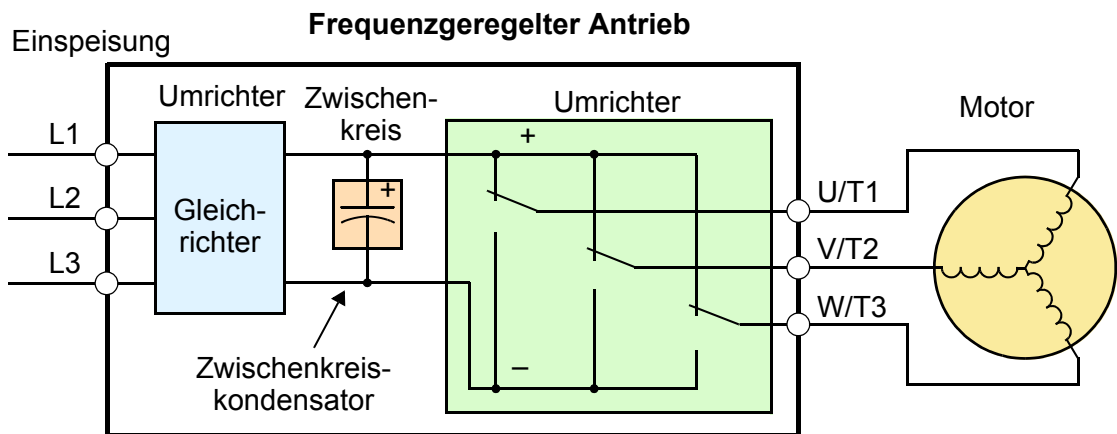 Frequenzgeregelter Antrieb
Einspeisung
Umrichter
Zwischen-
kreis
Umrichter
Motor
L1
L2
L3
Gleich-
richter
+
+
–
U/T1
V/T2
W/T3
Zwischenkreis-
kondensator